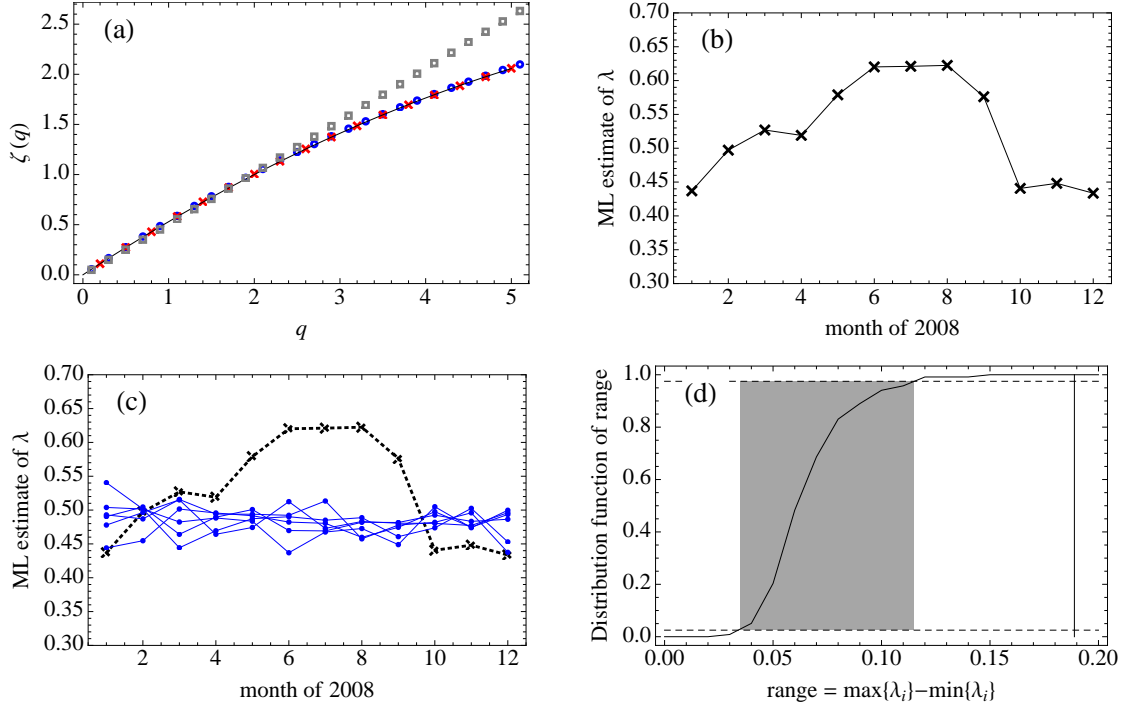 (a)
ζ(q)
2.5
2.0
1.5
1.0
0.5
0.0
0 1 2 3 4 5
q
(b)
ML estimate of λ
0.70
0.65
0.60
0.55
0.50
0.45
0.40
0.35
0.30
2 4 6 8 10 12
month of 2008
(c)
ML estimate of λ
0.70
0.65
0.60
0.55
0.50
0.45
0.40
0.35
0.30
2 4 6 8 10 12
month of 2008
(d)
Distribution function of range
1.0
0.8
0.6
0.4
0.2
0.0
0.00 0.05 0.10 0.15 0.20
range = max{λi}−min{λi}